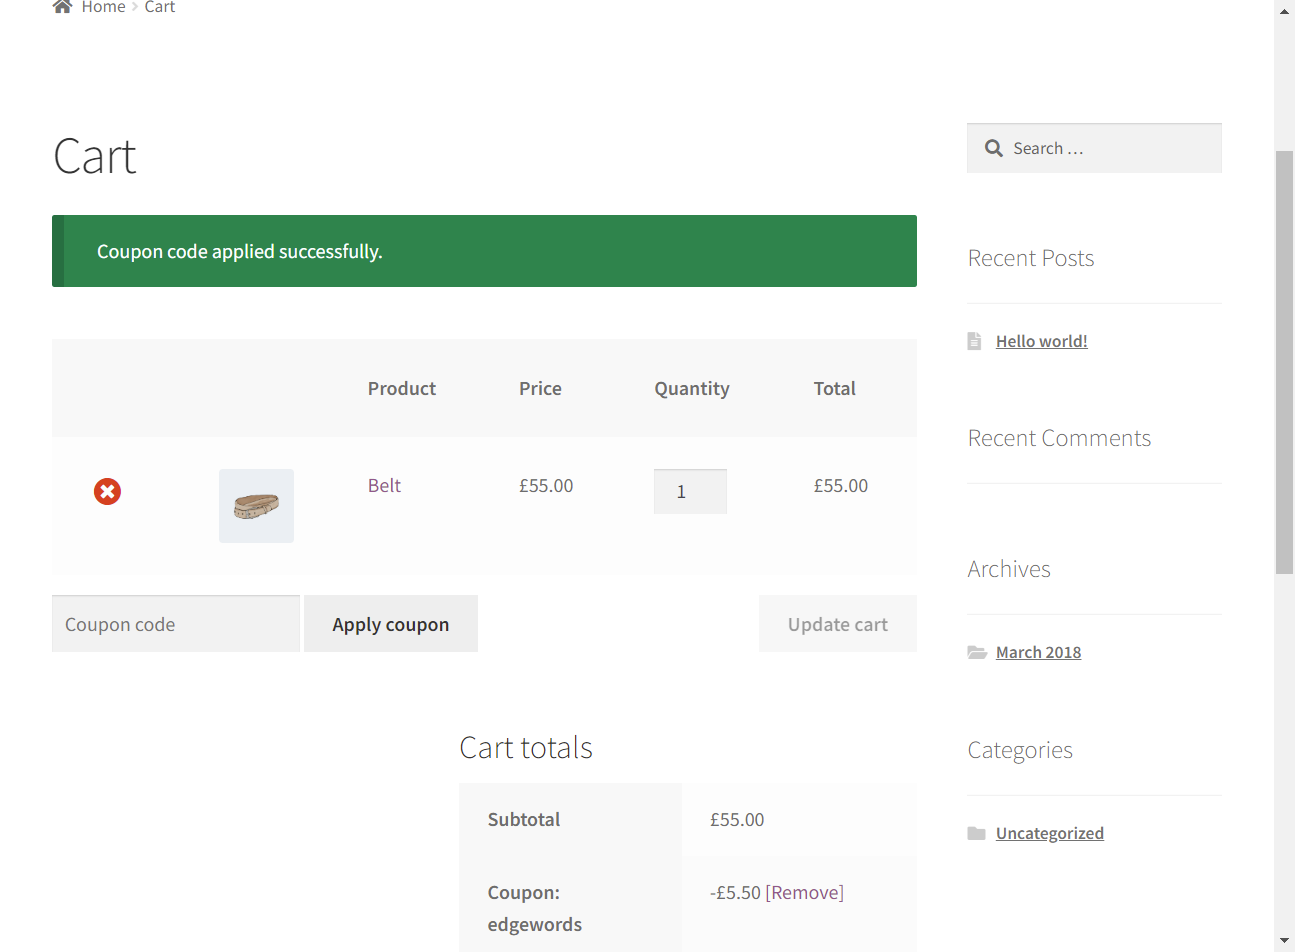 Home Cart
Cart
Search …
Coupon code applied successfully.
Recent Posts
Hello world!
Product Price Quantity Total
Recent Comments
Belt £55.00 1 £55.00
Archives
Coupon code Apply coupon Update cart
March 2018
Cart totals
Categories
Subtotal £55.00
Uncategorized
Coupon: -£5.50 [Remove]
edgewords